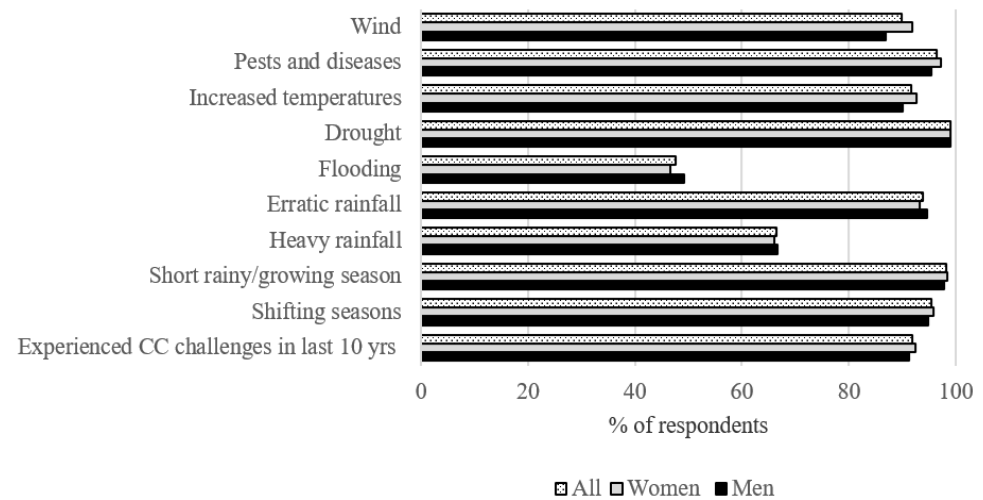 Wind
Pests and diseases
Increased temperatures
Drought
Flooding
Erratic rainfall
Heavy rainfall
Short rainy/growing season
Shifting seasons
Experienced CC challenges in last 10 yrs
0 20 40 60 80 100
% of respondents
All Women Men